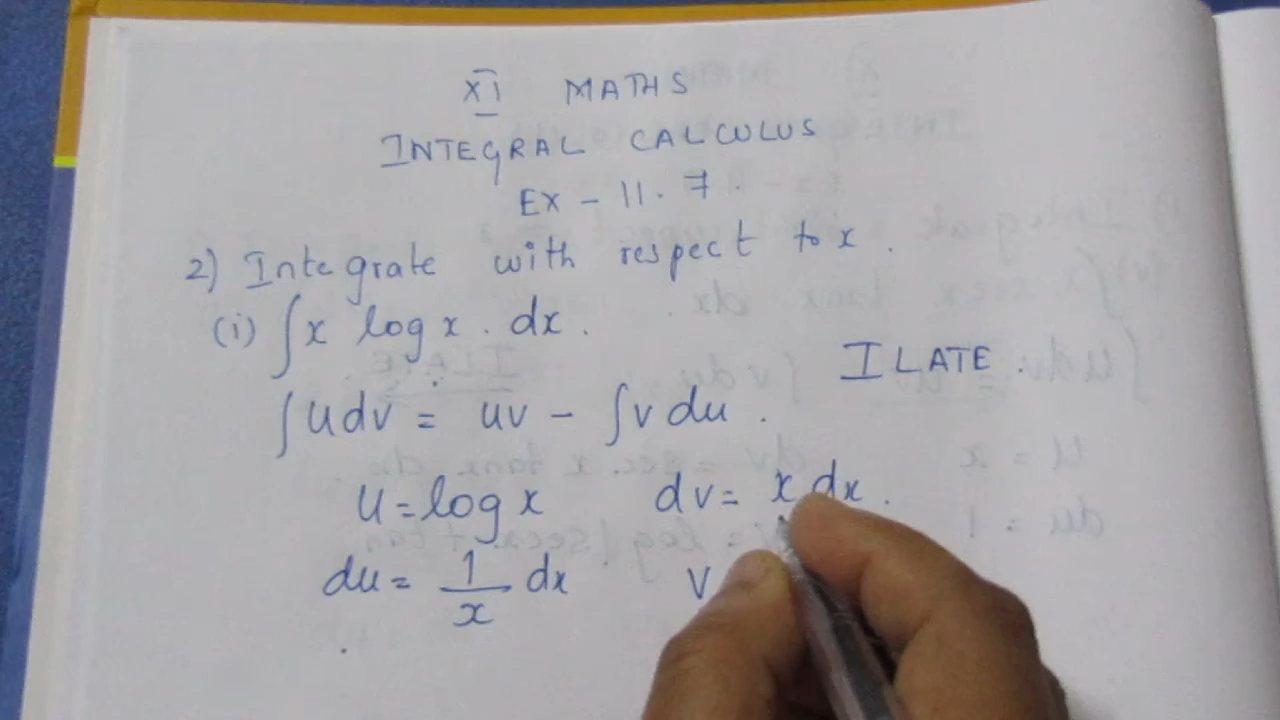 XI MATHS
INTEGRAL CALCULUS
Ex - 11.7.
2) Integrate with respect to x.
(i) ∫x log x . dx.
ILATE.
∫u dv = uv - ∫v du.
u = log x dv = x dx.
du = 1/x dx v